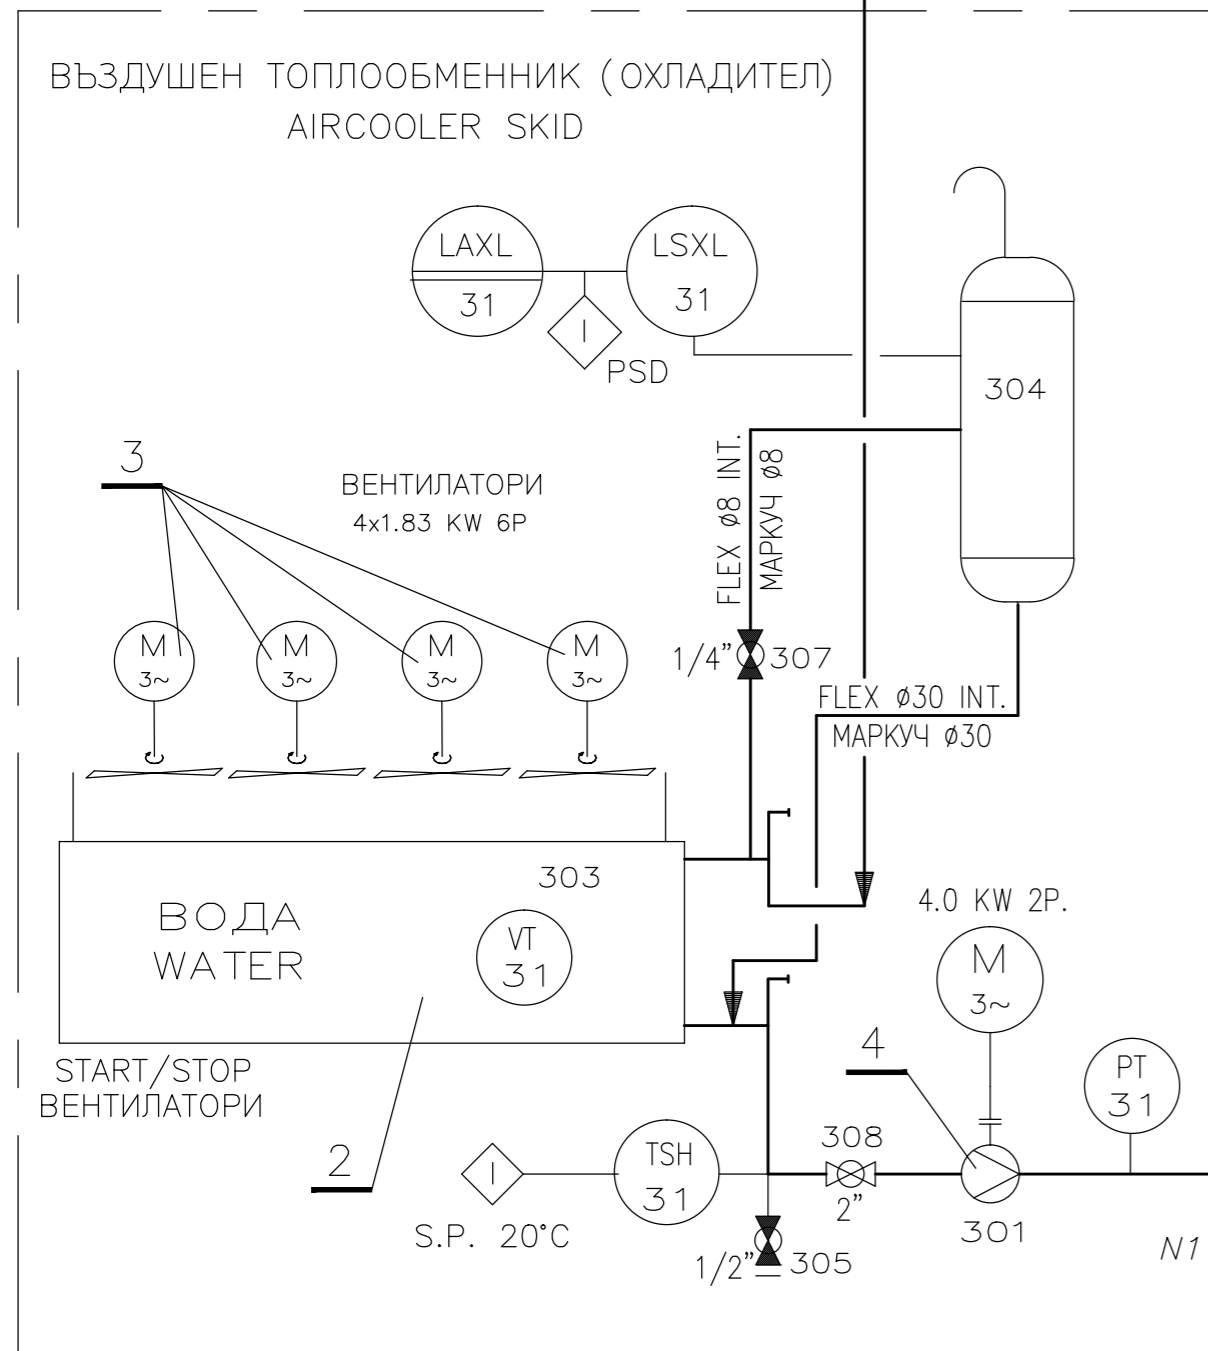 ВЪЗДУШЕН ТОПЛООБМЕННИК (ОХЛАДИТЕЛ)
AIRCOOLER SKID
LAXL
31
LSXL
31
I
PSD
304
3
ВЕНТИЛАТОРИ
4x1.83 KW 6P
FLEX ø8 INT.
МАРКУЧ ø8
M
3~
M
3~
M
3~
M
3~
1/4"
307
FLEX ø30 INT.
МАРКУЧ ø30
303
ВОДА
WATER
VT
31
4.0 KW 2P.
M
3~
START/STOP
ВЕНТИЛАТОРИ
2
4
PT
31
I
TSH
31
308
2"
S.P. 20°C
1/2"
305
301
N1